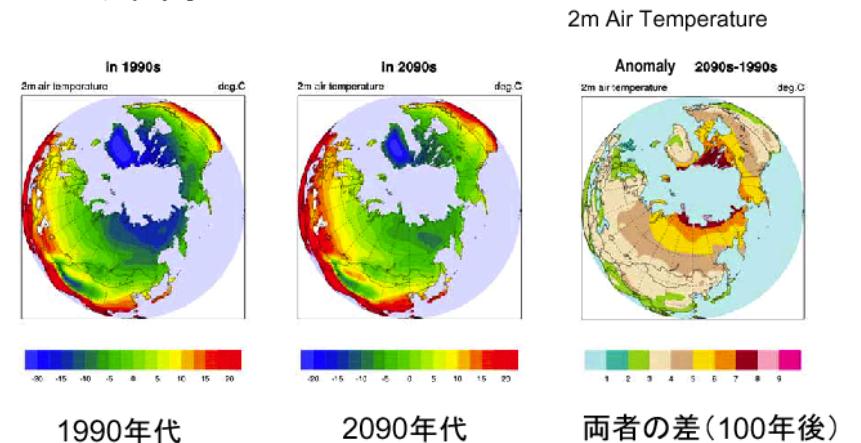 2m Air Temperature
in 1990s
2m air temperature deg.C
-20 -15 -10 -5 0 5 10 15 20
1990年代
in 2090s
2m air temperature deg.C
-20 -15 -10 -5 0 5 10 15 20
2090年代
Anomaly 2090s-1990s
2m air temperature deg.C
1 2 3 4 5 6 7 8 9
両者の差(100年後)